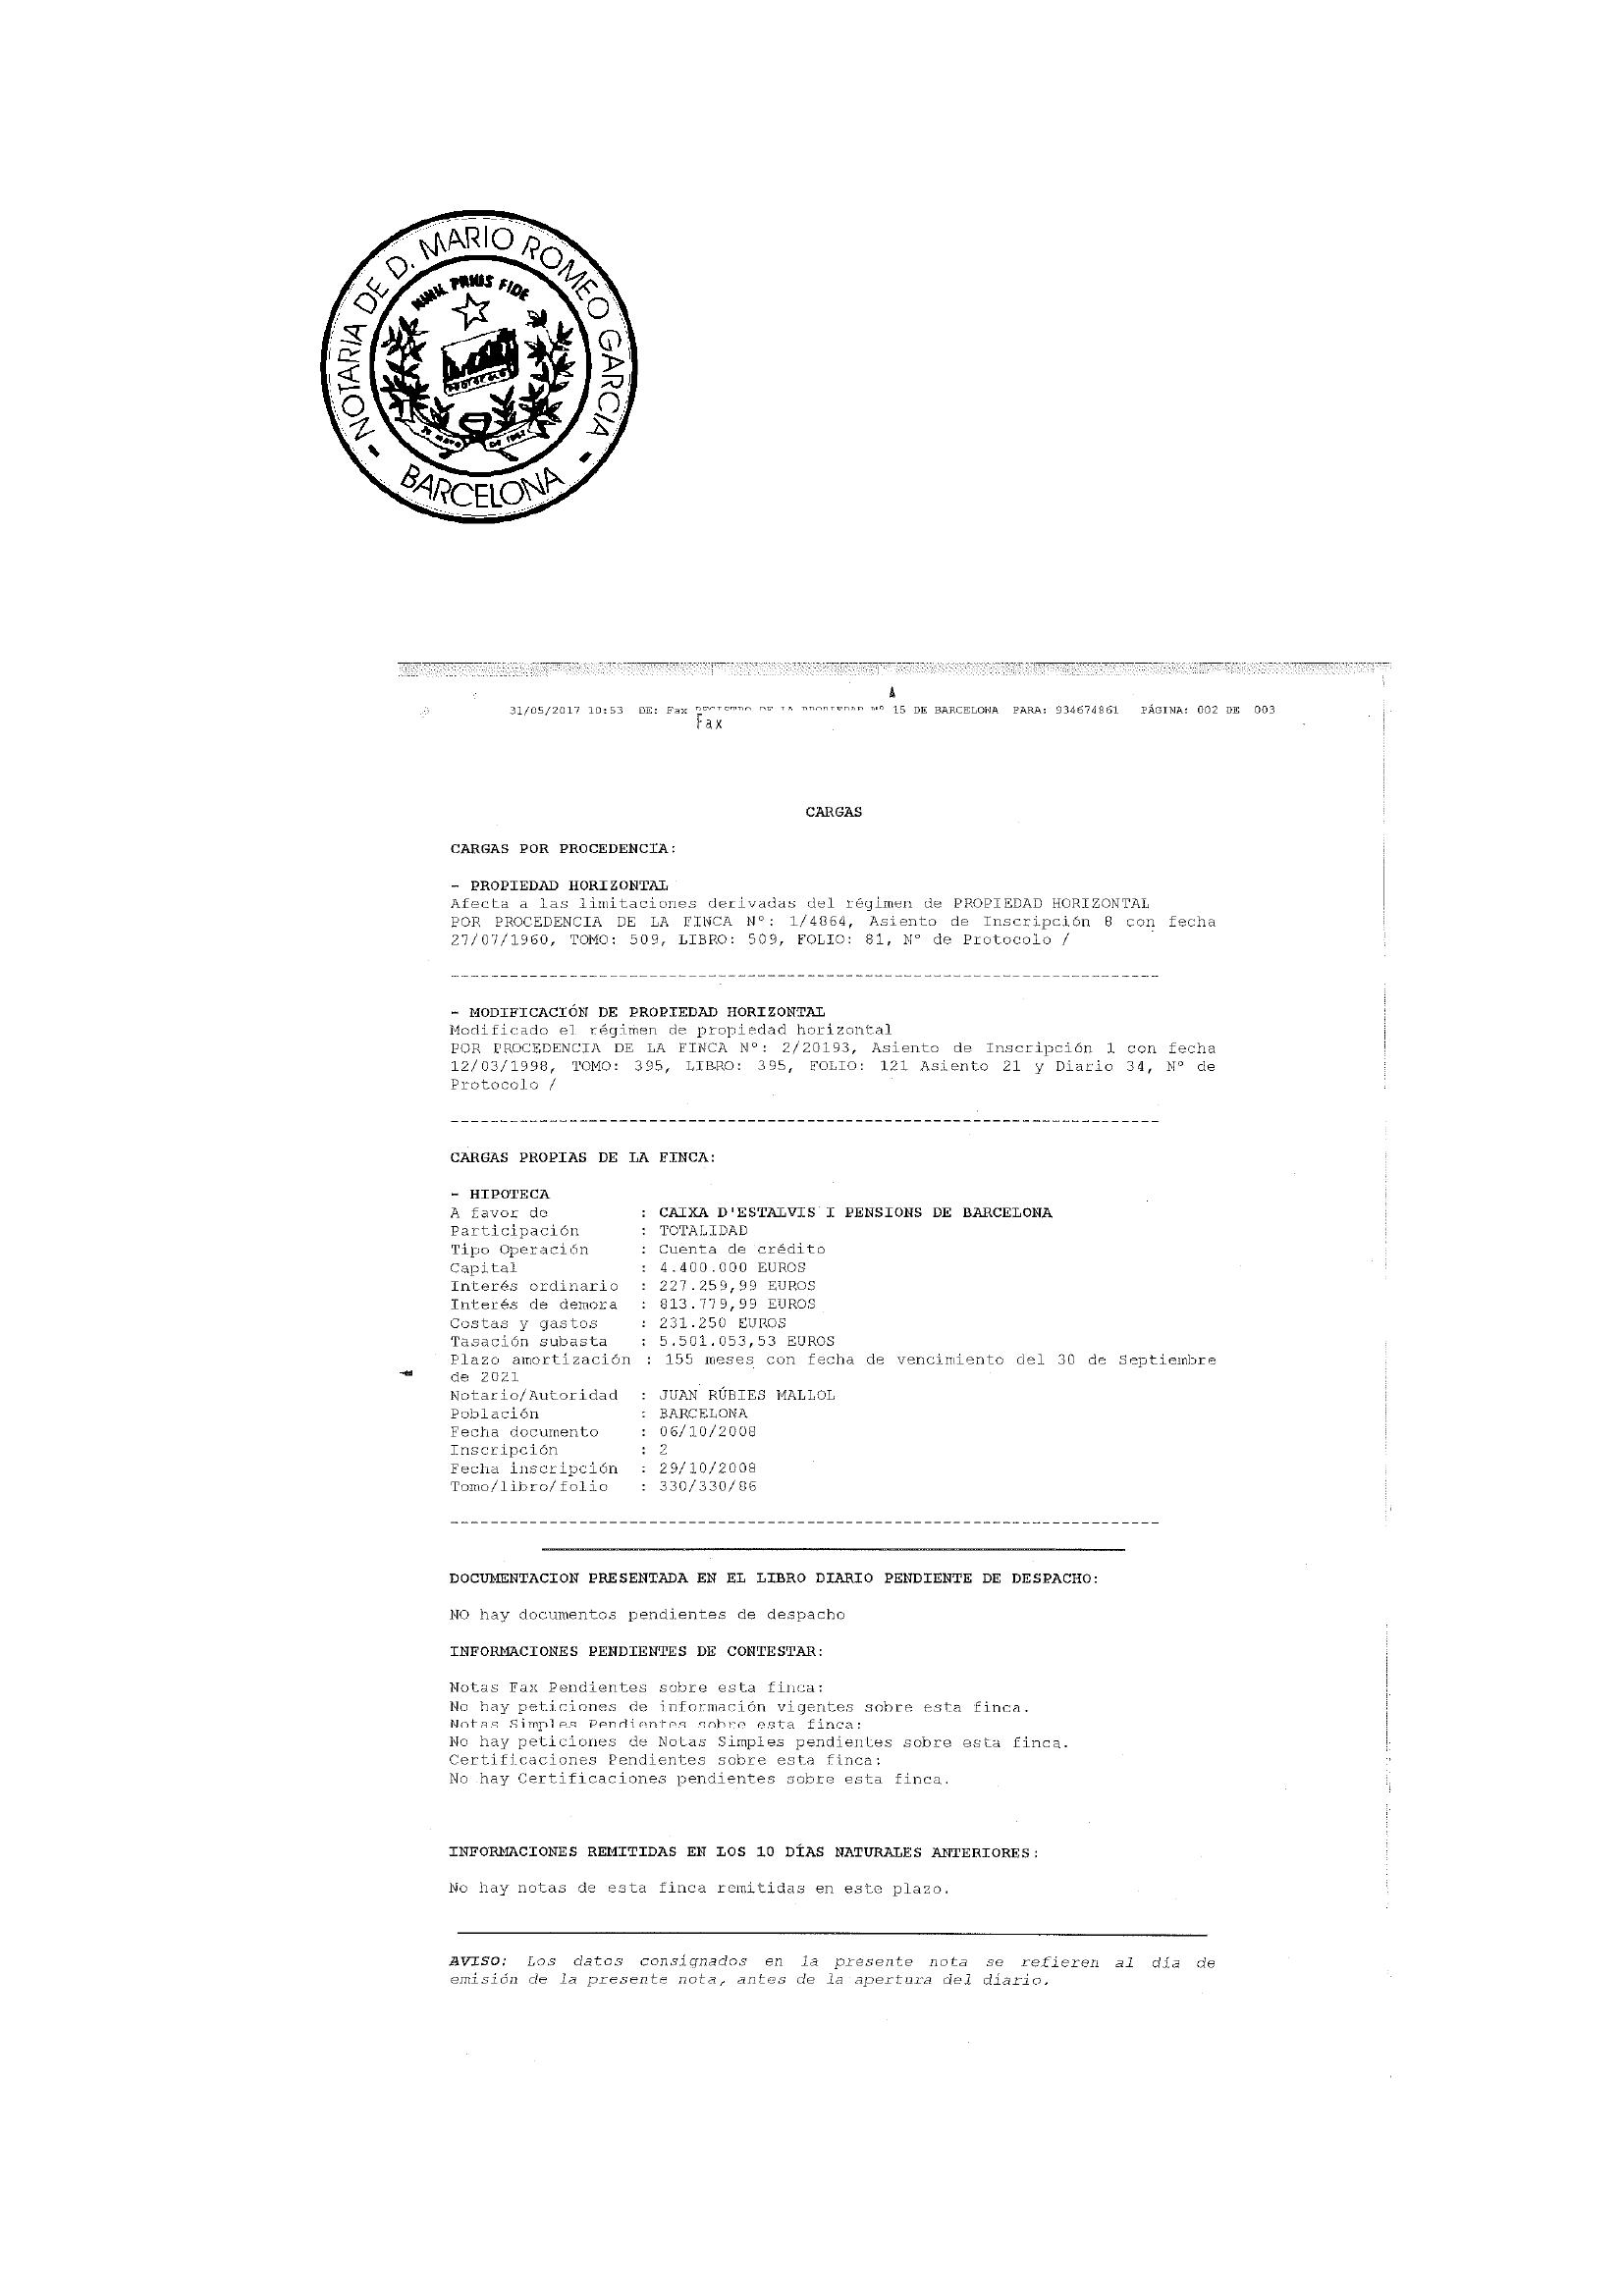 NOTARIA DE D. MARIO ROMEO GARCIA
NIHIL PRIUS FIDE
BARCELONA
31/05/2017 10:53 DE: Fax REGISTRO DE LA PROPIEDAD Nº 15 DE BARCELONA PARA: 934674861 PÁGINA: 002 DE 003
Fax
CARGAS
CARGAS POR PROCEDENCIA:
- PROPIEDAD HORIZONTAL
Afecta a las limitaciones derivadas del régimen de PROPIEDAD HORIZONTAL
POR PROCEDENCIA DE LA FINCA Nº: 1/4864, Asiento de Inscripción 8 con fecha
27/07/1960, TOMO: 509, LIBRO: 509, FOLIO: 81, Nº de Protocolo /
- MODIFICACIÓN DE PROPIEDAD HORIZONTAL
Modificado el régimen de propiedad horizontal
POR PROCEDENCIA DE LA FINCA Nº: 2/20193, Asiento de Inscripción 1 con fecha
12/03/1998, TOMO: 395, LIBRO: 395, FOLIO: 121 Asiento 21 y Diario 34, Nº de
Protocolo /
CARGAS PROPIAS DE LA FINCA:
- HIPOTECA
A favor de : CAIXA D'ESTALVIS I PENSIONS DE BARCELONA
Participación : TOTALIDAD
Tipo Operación : Cuenta de crédito
Capital : 4.400.000 EUROS
Interés ordinario : 227.259,99 EUROS
Interés de demora : 813.779,99 EUROS
Costas y gastos : 231.250 EUROS
Tasación subasta : 5.501.053,53 EUROS
Plazo amortización : 155 meses con fecha de vencimiento del 30 de Septiembre
de 2021
Notario/Autoridad : JUAN RÚBIES MALLOL
Población : BARCELONA
Fecha documento : 06/10/2008
Inscripción : 2
Fecha inscripción : 29/10/2008
Tomo/libro/folio : 330/330/86
DOCUMENTACION PRESENTADA EN EL LIBRO DIARIO PENDIENTE DE DESPACHO:
NO hay documentos pendientes de despacho
INFORMACIONES PENDIENTES DE CONTESTAR:
Notas Fax Pendientes sobre esta finca:
No hay peticiones de información vigentes sobre esta finca.
Notas Simples Pendientes sobre esta finca:
No hay peticiones de Notas Simples pendientes sobre esta finca.
Certificaciones Pendientes sobre esta finca:
No hay Certificaciones pendientes sobre esta finca.
INFORMACIONES REMITIDAS EN LOS 10 DÍAS NATURALES ANTERIORES:
No hay notas de esta finca remitidas en este plazo.
AVISO: Los datos consignados en la presente nota se refieren al día de
emisión de la presente nota, antes de la apertura del diario.